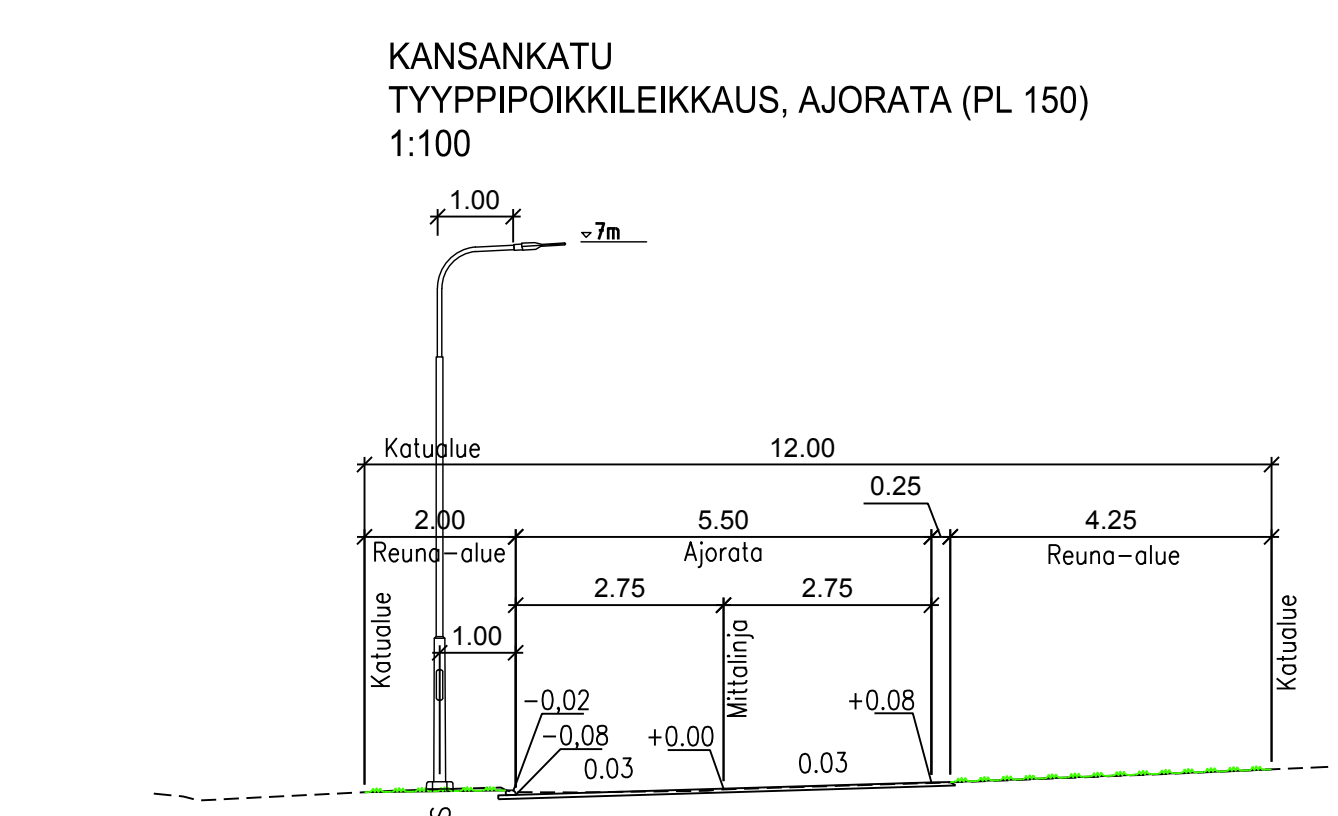 KANSANKATU
TYYPPIPOIKKILEIKKAUS, AJORATA (PL 150)
1:100
1.00
7m
Katualue
12.00
0.25
2.00
5.50
4.25
Reuna-alue
Ajorata
Reuna-alue
2.75
2.75
Katualue
1.00
Mittalinja
Katualue
-0,02
+0.08
-0,08
+0.00
0.03
0.03